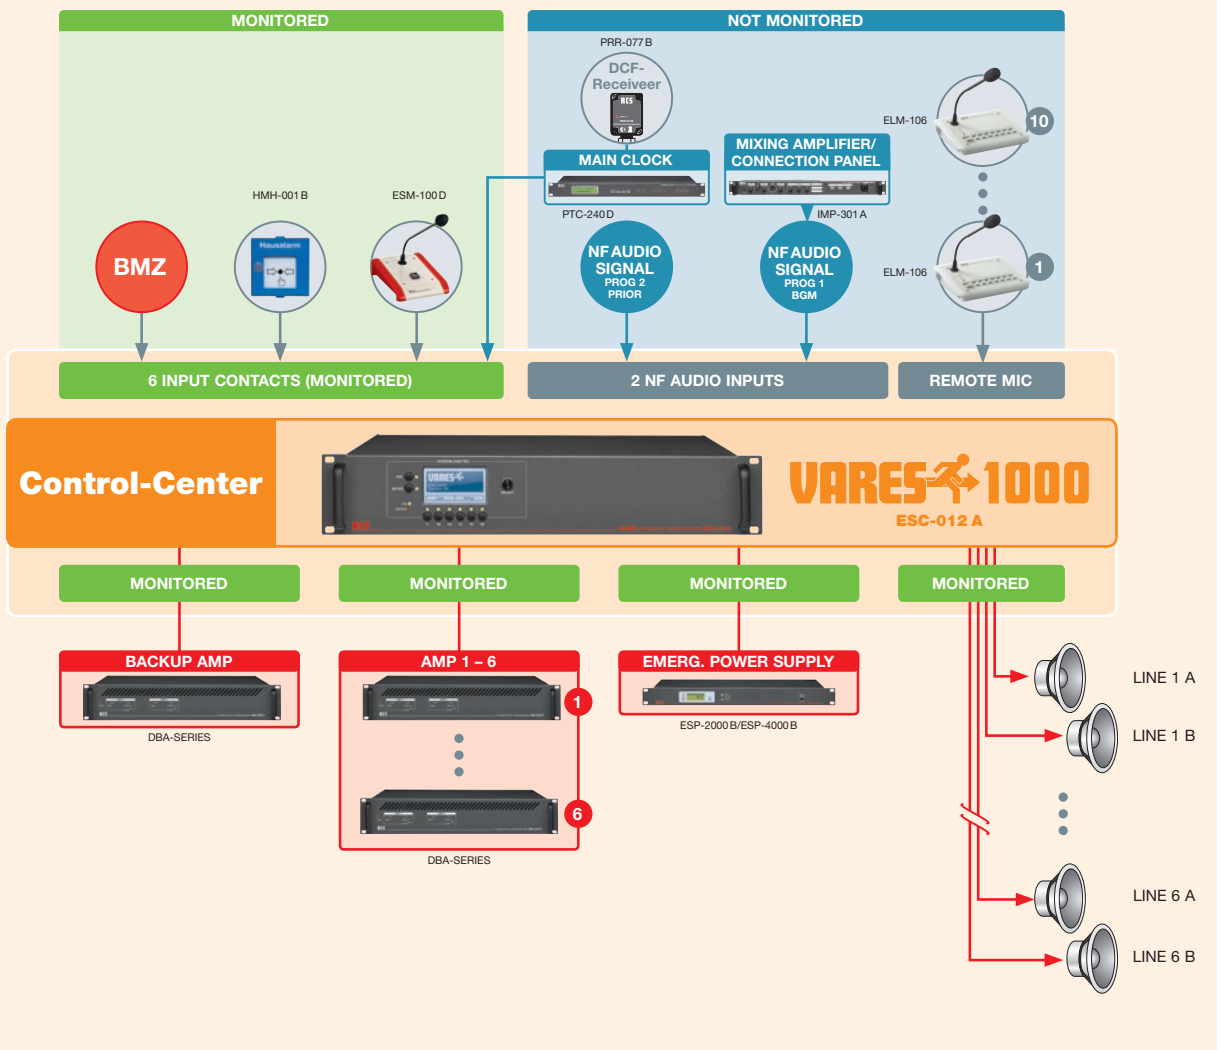 MONITORED
NOT MONITORED
PRR-077 B
DCF-
Receiveer
RCS
MAIN CLOCK
PTC-240 D
MIXING AMPLIFIER/
CONNECTION PANEL
IMP-301 A
ELM-106
10
ELM-106
1
HMH-001 B
ESM-100 D
BMZ
Hausalarm
NF AUDIO
SIGNAL
PROG 2
PRIOR
NF AUDIO
SIGNAL
PROG 1
BGM
6 INPUT CONTACTS (MONITORED)
2 NF AUDIO INPUTS
REMOTE MIC
Control-Center
VARES
VARES 1000
ESC-012 A
MONITORED
MONITORED
MONITORED
MONITORED
BACKUP AMP
DBA-SERIES
AMP 1 – 6
1
6
DBA-SERIES
EMERG. POWER SUPPLY
ESP-2000 B/ESP-4000 B
LINE 1 A
LINE 1 B
LINE 6 A
LINE 6 B